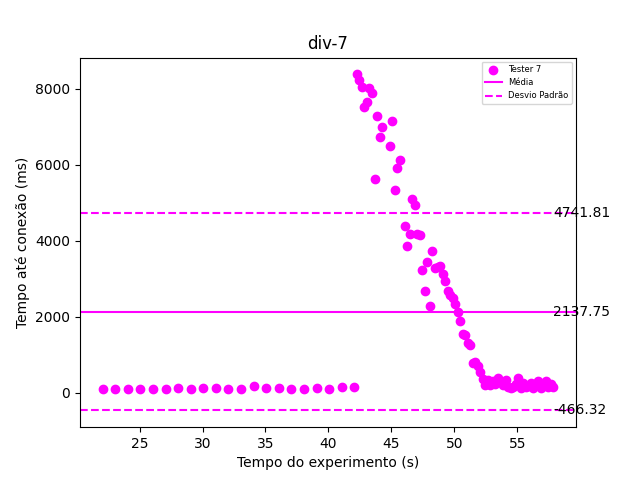 div-7
Tester 7
Média
Desvio Padrão
8000
6000
4000
2000
0
4741.81
2137.75
-466.32
25
30
35
40
45
50
55
Tempo até conexão (ms)
Tempo do experimento (s)